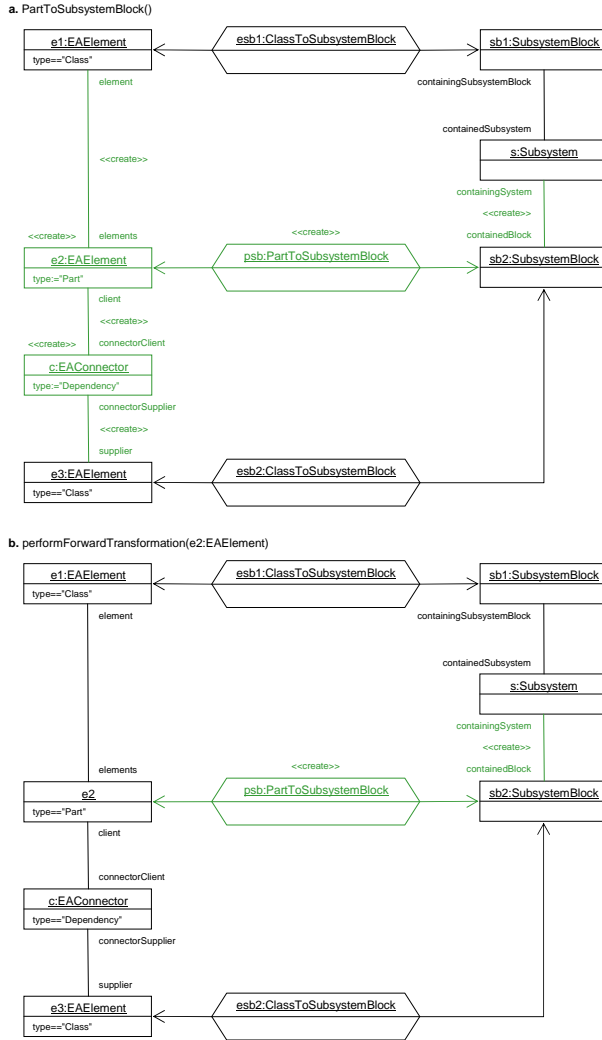 a. PartToSubsystemBlock()
e1:EAElement
type=="Class"
esb1:ClassToSubsystemBlock
sb1:SubsystemBlock
element
containingSubsystemBlock
<<create>>
containedSubsystem
s:Subsystem
containingSystem
<<create>>
<<create>>
elements
<<create>>
containedBlock
e2:EAElement
type:="Part"
psb:PartToSubsystemBlock
sb2:SubsystemBlock
client
<<create>>
<<create>>
connectorClient
c:EAConnector
type:="Dependency"
connectorSupplier
<<create>>
supplier
e3:EAElement
type=="Class"
esb2:ClassToSubsystemBlock
b. performForwardTransformation(e2:EAElement)
e1:EAElement
type=="Class"
esb1:ClassToSubsystemBlock
sb1:SubsystemBlock
element
containingSubsystemBlock
containedSubsystem
s:Subsystem
containingSystem
<<create>>
elements
<<create>>
containedBlock
e2
type=="Part"
psb:PartToSubsystemBlock
sb2:SubsystemBlock
client
connectorClient
c:EAConnector
type=="Dependency"
connectorSupplier
supplier
e3:EAElement
type=="Class"
esb2:ClassToSubsystemBlock